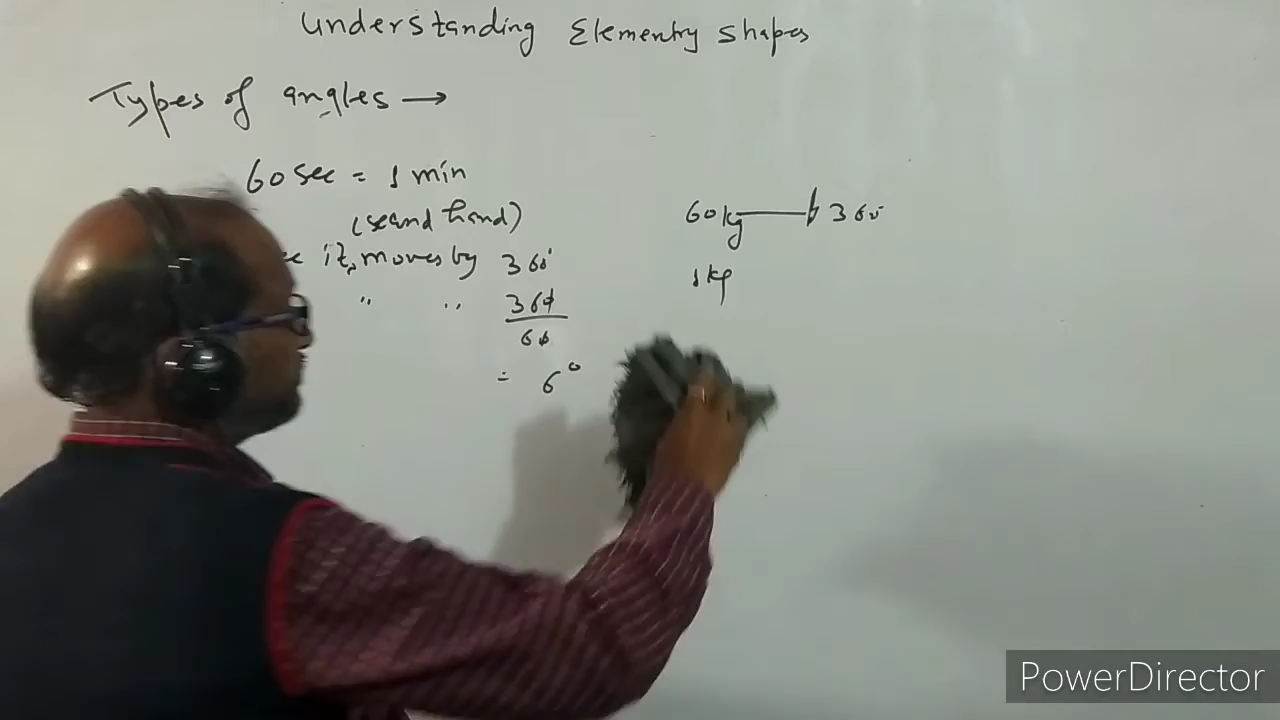 Understanding Elementry shapes
Types of angles →
60 sec = 1 min
(second hand)
it moves by 360°
" "
360
60
= 6°
60 kg 360
1 kg
PowerDirector